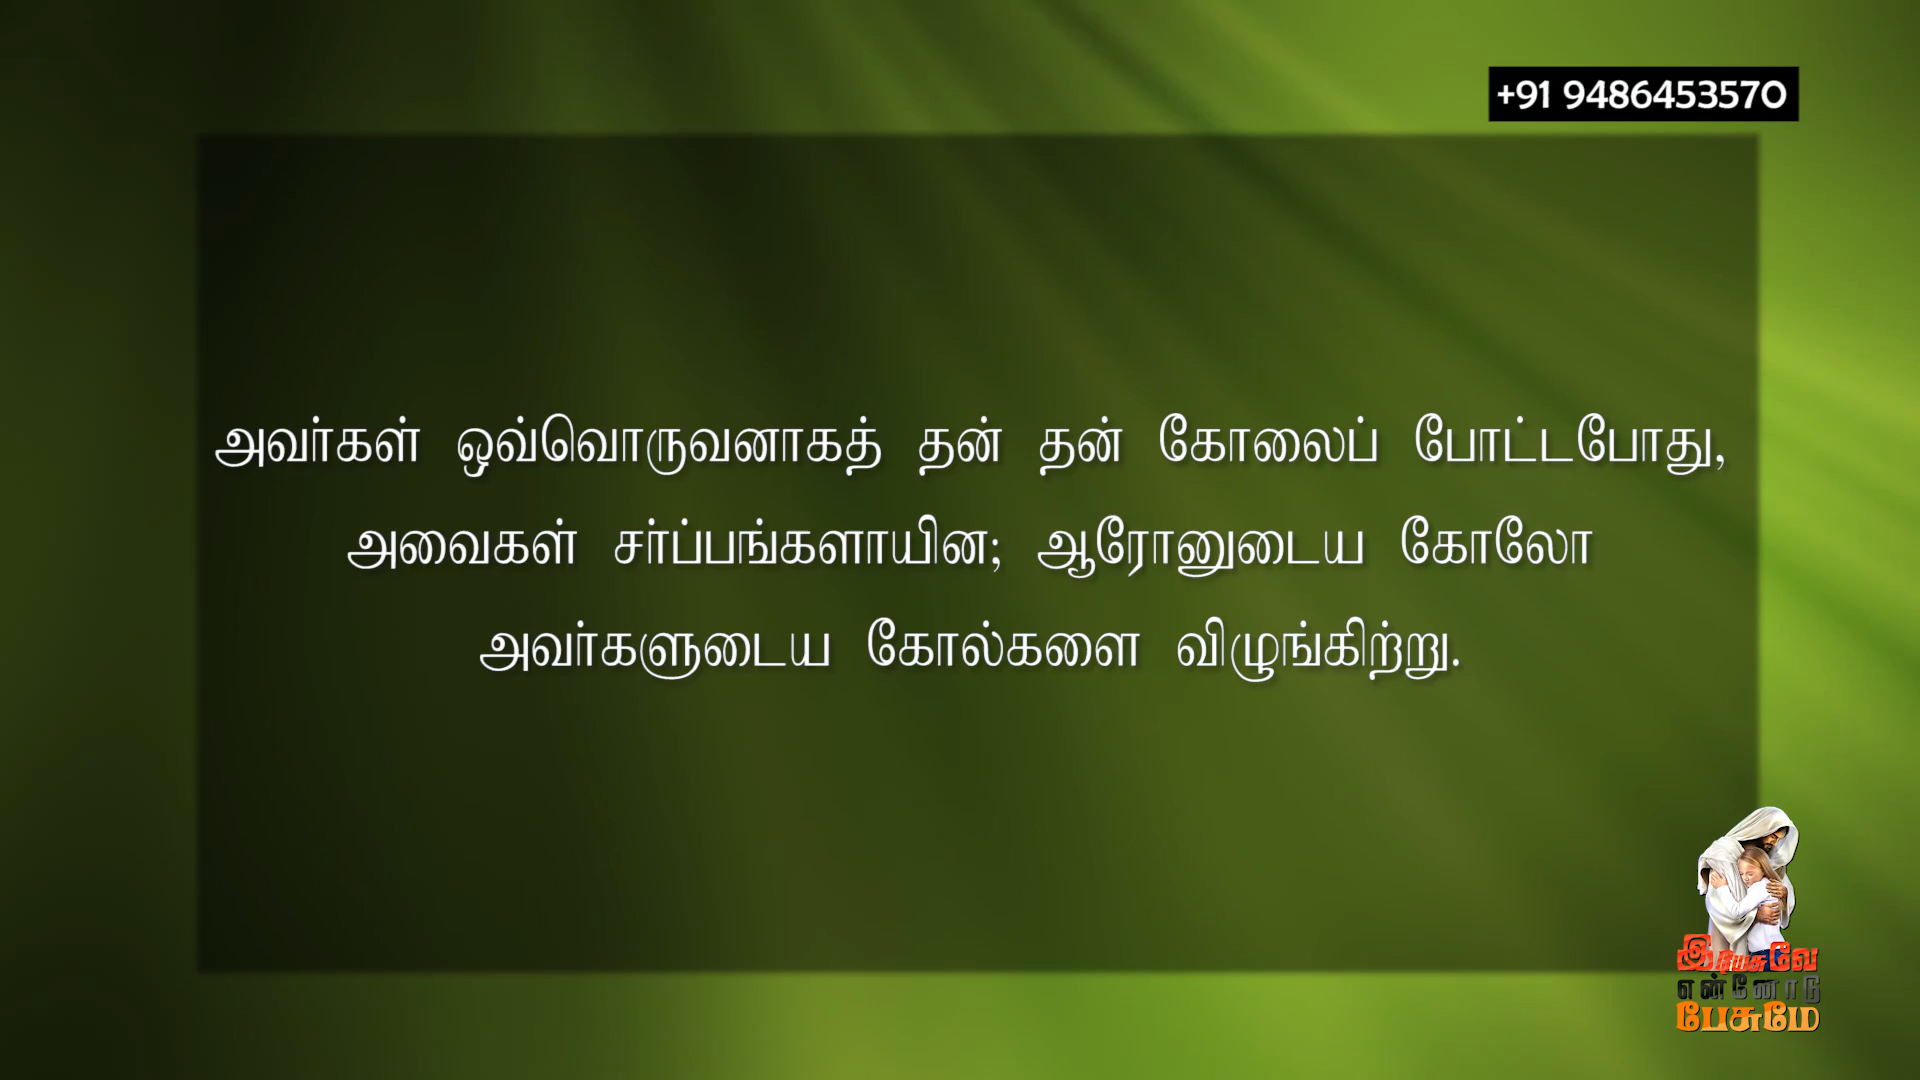 +91 9486453570
அவர்கள் ஒவ்வொருவனாகத் தன் தன் கோலைப் போட்டபோது,
அவைகள் சர்ப்பங்களாயின; ஆரோனுடைய கோலோ
அவர்களுடைய கோல்களை விழுங்கிற்று.
இயேசுவே
என்னோடு
பேசுமே